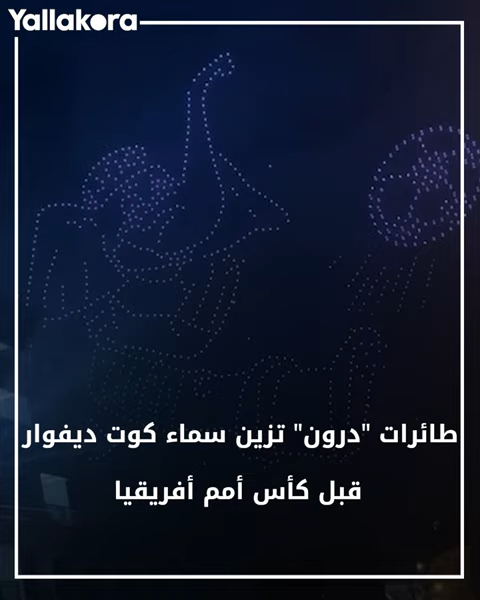 Yallakora
طائرات "درون" تزين سماء كوت ديفوار
قبل كأس أمم أفريقيا